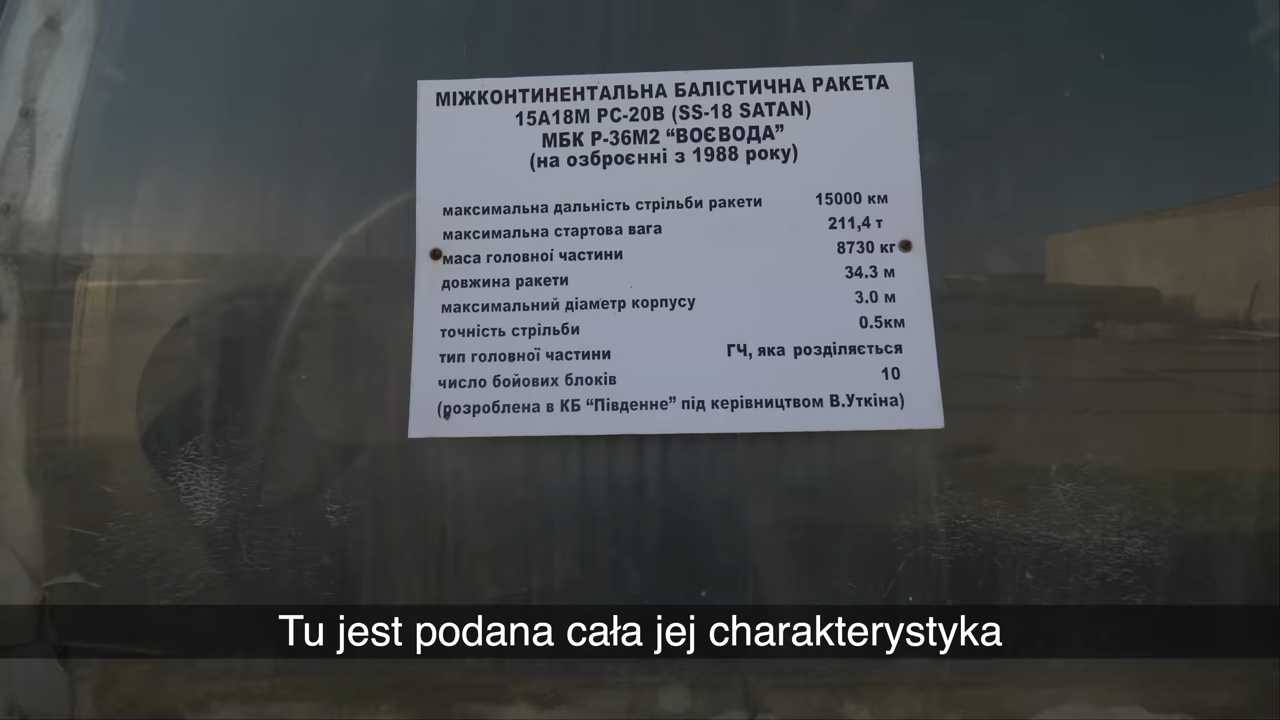 МІЖКОНТИНЕНТАЛЬНА БАЛІСТИЧНА РАКЕТА
15А18М РС-20В (SS-18 SATAN)
МБК Р-36М2 “ВОЄВОДА”
(на озброєнні з 1988 року)
максимальна дальність стрільби ракети 15000 км
максимальна стартова вага 211,4 т
маса головної частини 8730 кг
довжина ракети 34.3 м
максимальний діаметр корпусу 3.0 м
точність стрільби 0.5км
тип головної частини ГЧ, яка розділяється
число бойових блоків 10
(розроблена в КБ “Південне” під керівництвом В.Уткіна)
Tu jest podana cała jej charakterystyka